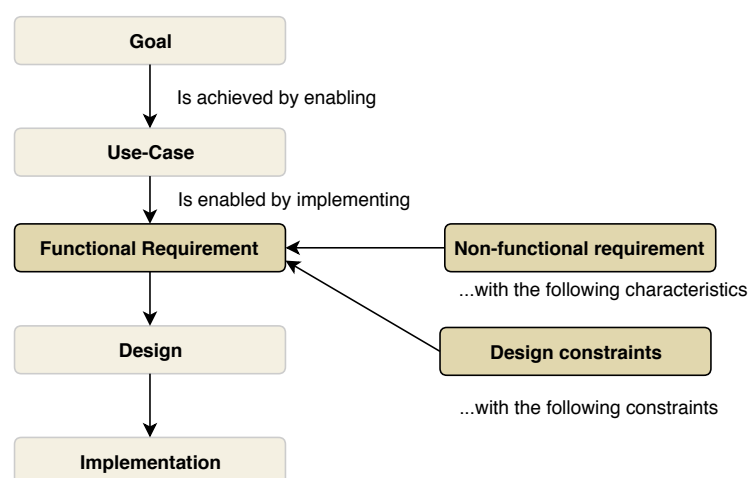 Goal
Is achieved by enabling
Use-Case
Is enabled by implementing
Functional Requirement
Non-functional requirement
...with the following characteristics
Design
Design constraints
...with the following constraints
Implementation